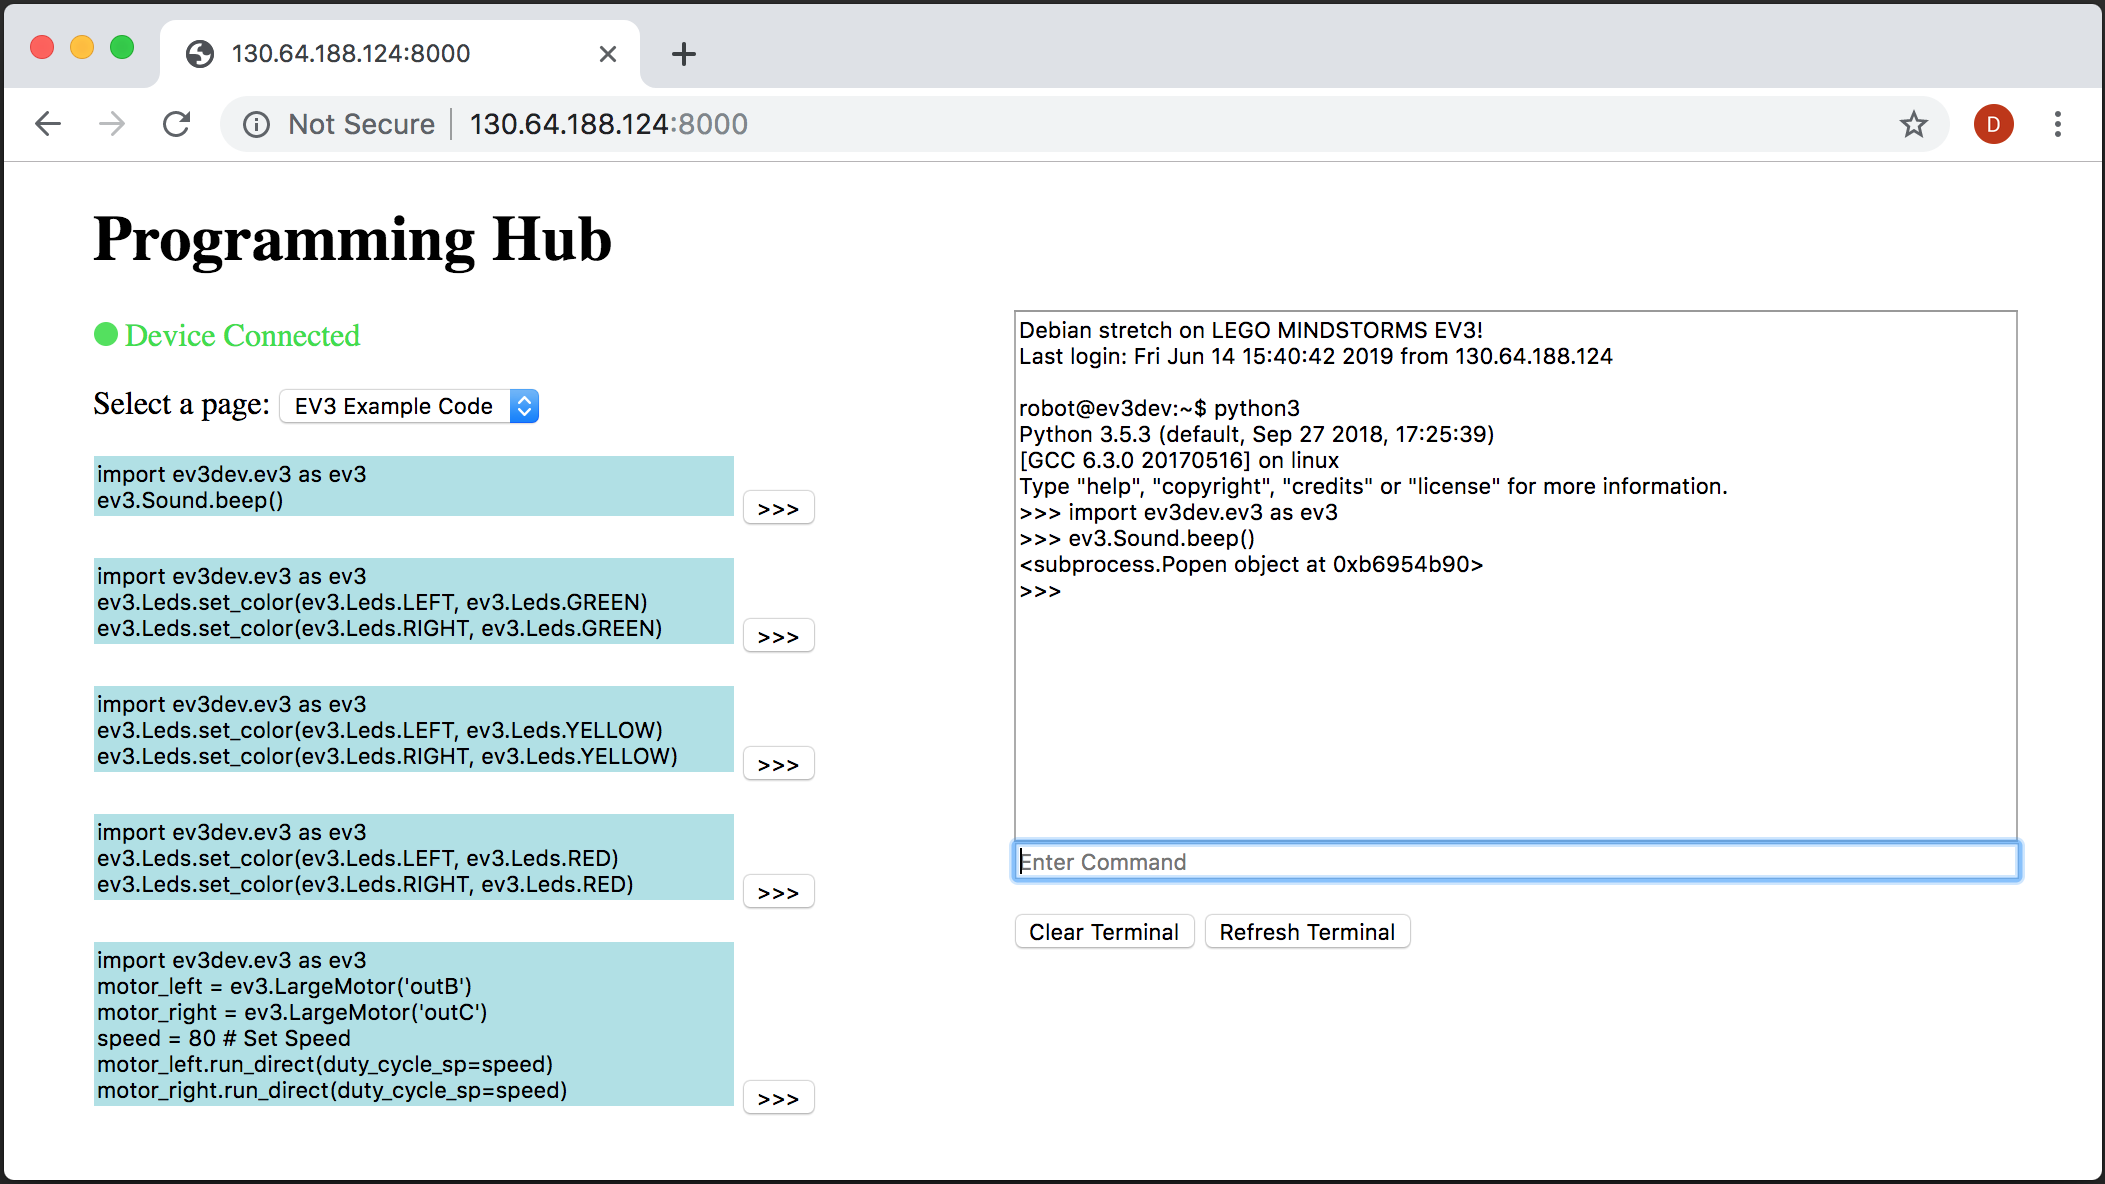 130.64.188.124:8000
Not Secure
130.64.188.124:8000
D
Programming Hub
Device Connected
Select a page: EV3 Example Code
import ev3dev.ev3 as ev3
ev3.Sound.beep()
>>>
import ev3dev.ev3 as ev3
ev3.Leds.set_color(ev3.Leds.LEFT, ev3.Leds.GREEN)
ev3.Leds.set_color(ev3.Leds.RIGHT, ev3.Leds.GREEN)
>>>
import ev3dev.ev3 as ev3
ev3.Leds.set_color(ev3.Leds.LEFT, ev3.Leds.YELLOW)
ev3.Leds.set_color(ev3.Leds.RIGHT, ev3.Leds.YELLOW)
>>>
import ev3dev.ev3 as ev3
ev3.Leds.set_color(ev3.Leds.LEFT, ev3.Leds.RED)
ev3.Leds.set_color(ev3.Leds.RIGHT, ev3.Leds.RED)
>>>
import ev3dev.ev3 as ev3
motor_left = ev3.LargeMotor('outB')
motor_right = ev3.LargeMotor('outC')
speed = 80 # Set Speed
motor_left.run_direct(duty_cycle_sp=speed)
motor_right.run_direct(duty_cycle_sp=speed)
>>>
Debian stretch on LEGO MINDSTORMS EV3!
Last login: Fri Jun 14 15:40:42 2019 from 130.64.188.124
robot@ev3dev:~$ python3
Python 3.5.3 (default, Sep 27 2018, 17:25:39)
[GCC 6.3.0 20170516] on linux
Type "help", "copyright", "credits" or "license" for more information.
>>> import ev3dev.ev3 as ev3
>>> ev3.Sound.beep()
<subprocess.Popen object at 0xb6954b90>
>>>
Enter Command
Clear Terminal
Refresh Terminal